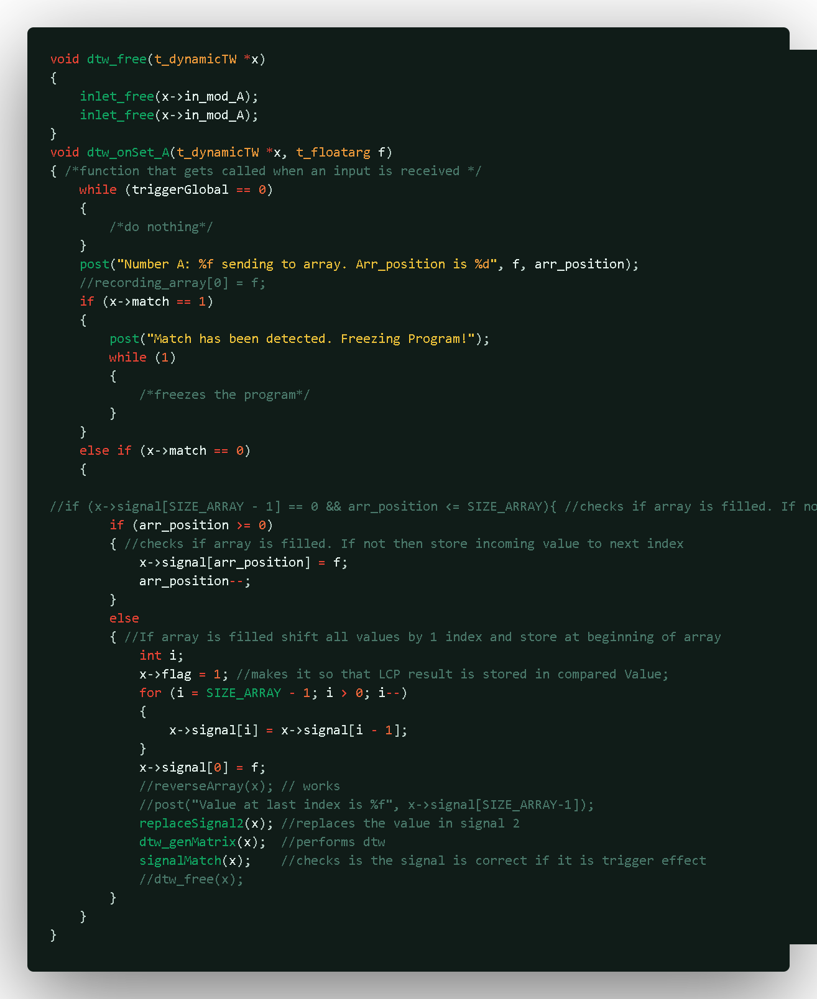 void dtw_free(t_dynamicTW *x)
{
    inlet_free(x->in_mod_A);
    inlet_free(x->in_mod_A);
}
void dtw_onSet_A(t_dynamicTW *x, t_floatarg f)
{ /*function that gets called when an input is received */
    while (triggerGlobal == 0)
    {
        /*do nothing*/
    }
    post("Number A: %f sending to array. Arr_position is %d", f, arr_position);
    //recording_array[0] = f;
    if (x->match == 1)
    {
        post("Match has been detected. Freezing Program!");
        while (1)
        {
            /*freezes the program*/
        }
    }
    else if (x->match == 0)
    {

//if (x->signal[SIZE_ARRAY - 1] == 0 && arr_position <= SIZE_ARRAY){ //checks if array is filled. If no
        if (arr_position >= 0)
        { //checks if array is filled. If not then store incoming value to next index
            x->signal[arr_position] = f;
            arr_position--;
        }
        else
        { //If array is filled shift all values by 1 index and store at beginning of array
            int i;
            x->flag = 1; //makes it so that LCP result is stored in compared Value;
            for (i = SIZE_ARRAY - 1; i > 0; i--)
            {
                x->signal[i] = x->signal[i - 1];
            }
            x->signal[0] = f;
            //reverseArray(x); // works
            //post("Value at last index is %f", x->signal[SIZE_ARRAY-1]);
            replaceSignal2(x); //replaces the value in signal 2
            dtw_genMatrix(x);  //performs dtw
            signalMatch(x);    //checks is the signal is correct if it is trigger effect
            //dtw_free(x);
        }
    }
}